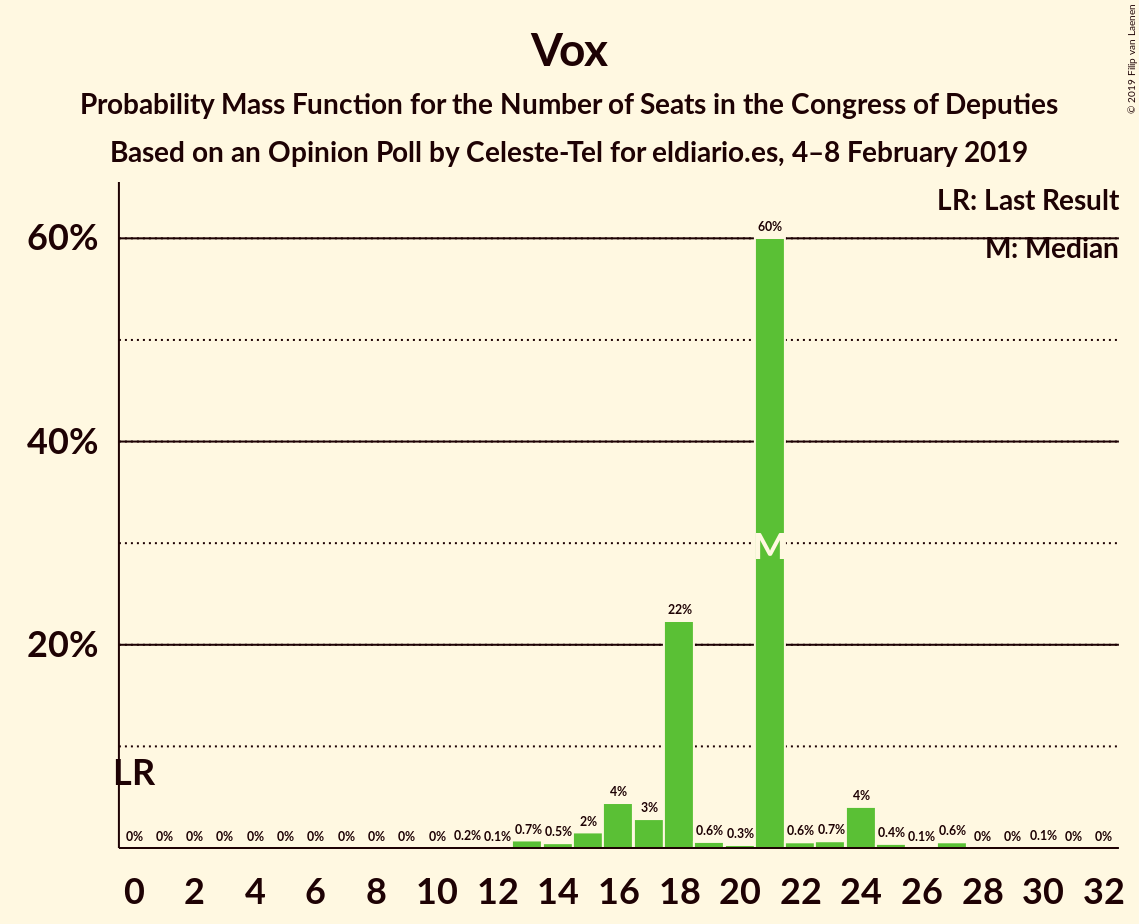 © 2019 Filip van Laenen
Vox
Probability Mass Function for the Number of Seats in the Congress of Deputies
Based on an Opinion Poll by Celeste-Tel for eldiario.es, 4–8 February 2019
LR: Last Result
M: Median
60%
40%
20%
LR
M
0% 0% 0% 0% 0% 0% 0% 0% 0% 0% 0% 0.2% 0.1% 0.7% 0.5% 2% 4% 3% 22% 0.6% 0.3% 60% 0.6% 0.7% 4% 0.4% 0.1% 0.6% 0% 0% 0.1% 0% 0%
0 2 4 6 8 10 12 14 16 18 20 22 24 26 28 30 32